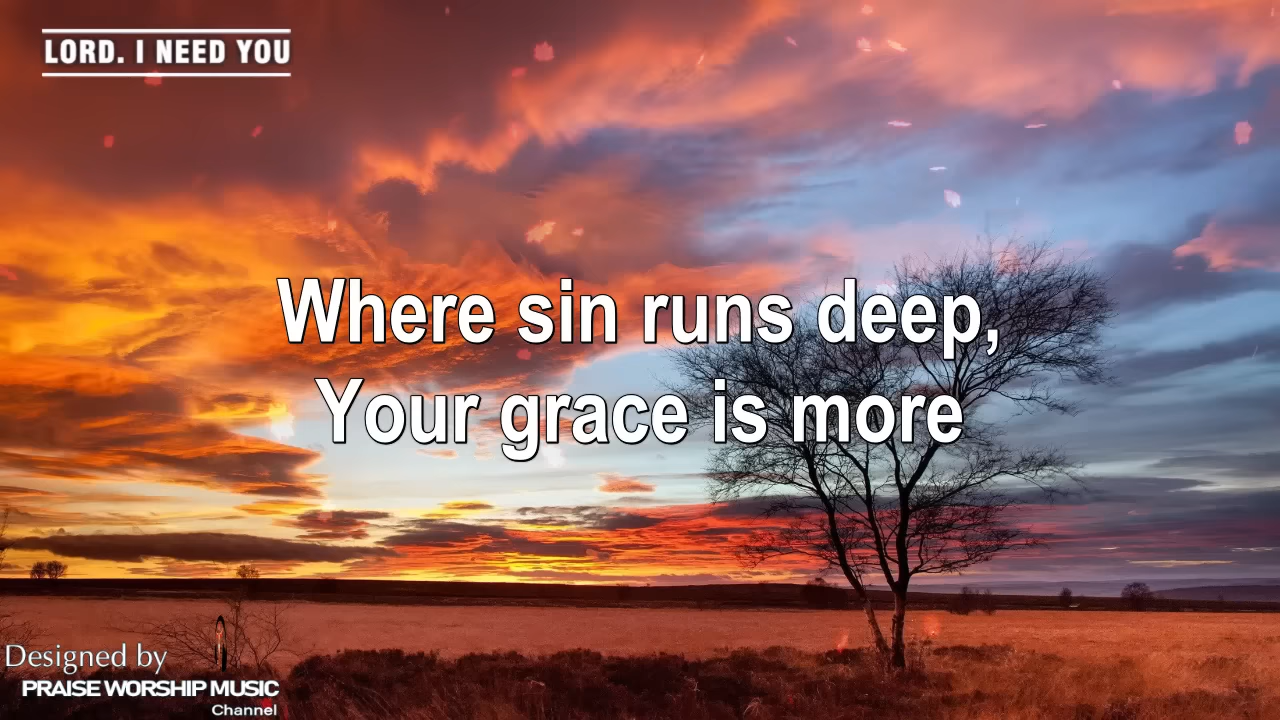 LORD. I NEED YOU
Where sin runs deep,
Your grace is more
Designed by
PRAISE WORSHIP MUSIC
Channel